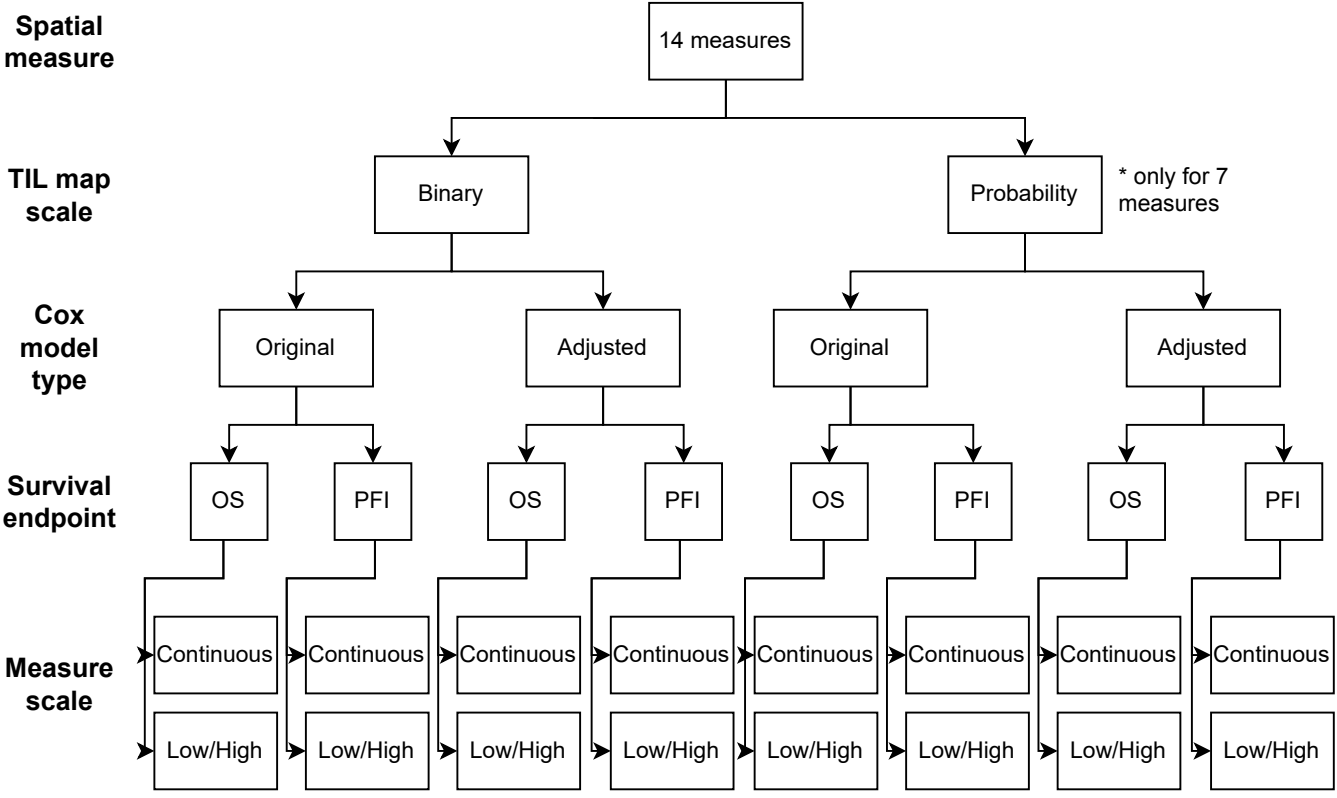 Spatial
measure
14 measures
TIL map
scale
Binary
Probability
* only for 7
measures
Cox
model
type
Original
Adjusted
Original
Adjusted
Survival
endpoint
OS
PFI
OS
PFI
OS
PFI
OS
PFI
Measure
scale
Continuous
Continuous
Continuous
Continuous
Continuous
Continuous
Continuous
Continuous
Low/High
Low/High
Low/High
Low/High
Low/High
Low/High
Low/High
Low/High